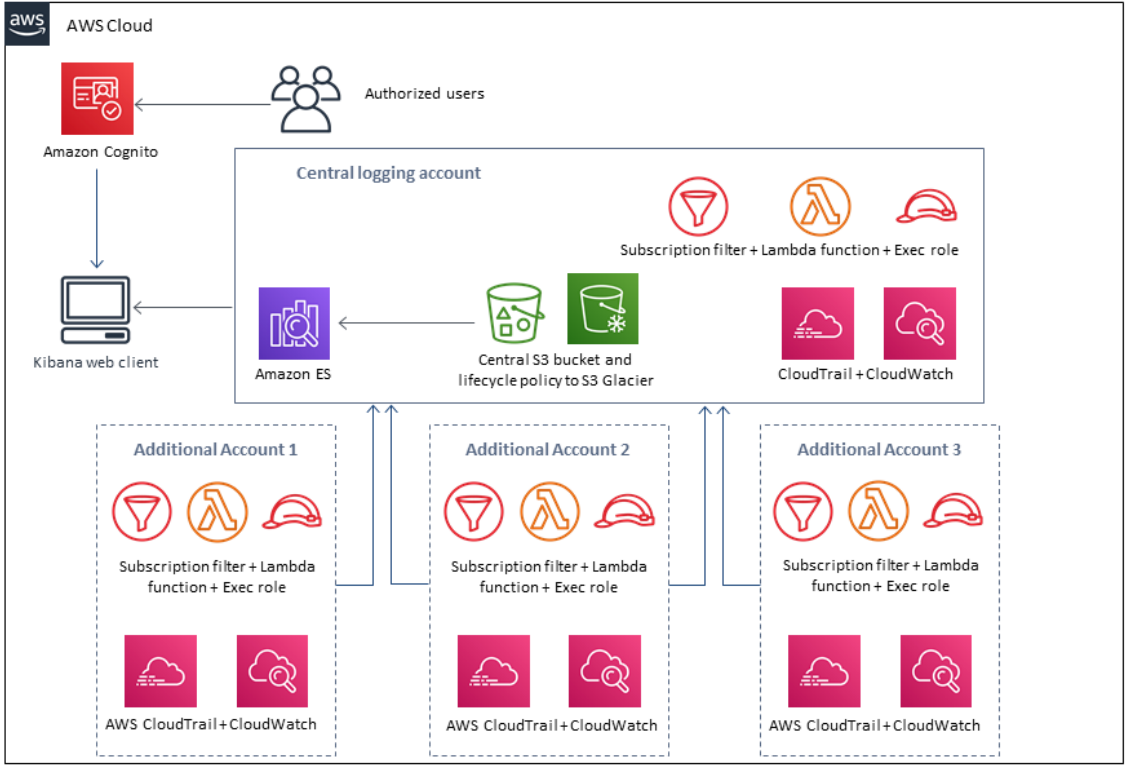 aws
AWS Cloud
Authorized users
Amazon Cognito
Central logging account
Subscription filter + Lambda function + Exec role
Kibana web client
Amazon ES
Central S3 bucket and
lifecycle policy to S3 Glacier
CloudTrail + CloudWatch
Additional Account 1
Subscription filter + Lambda
function + Exec role
AWS CloudTrail + CloudWatch
Additional Account 2
Subscription filter + Lambda
function + Exec role
AWS CloudTrail + CloudWatch
Additional Account 3
Subscription filter + Lambda
function + Exec role
AWS CloudTrail + CloudWatch